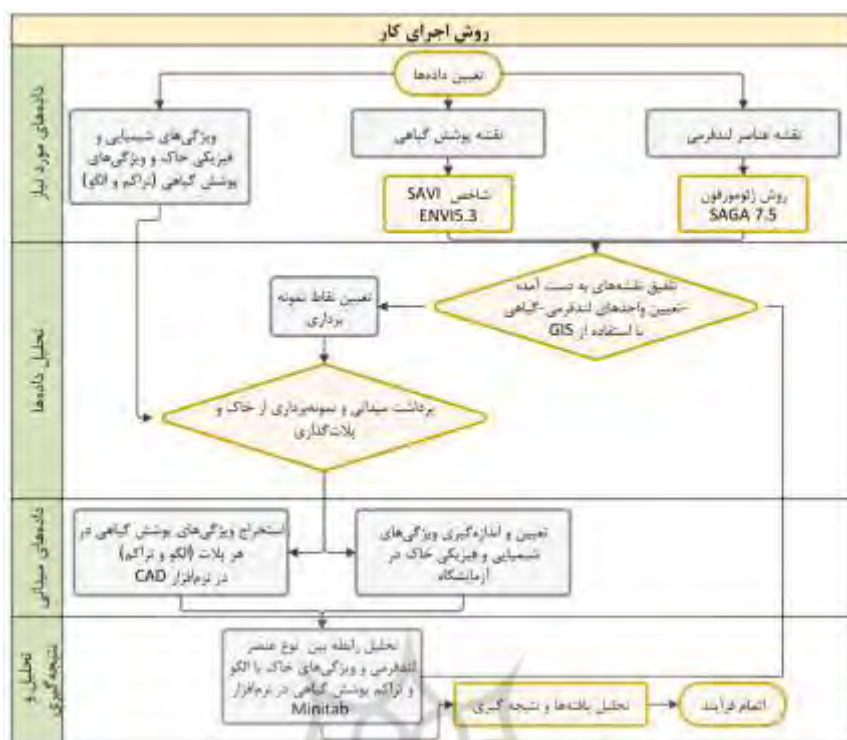 روش اجرای کار
داده‌های مورد نیاز
تعیین داده‌ها
نقشه عناصر لندفرمی
نقشه پوشش گیاهی
ویژگی‌های شیمیایی و
فیزیکی خاک و ویژگی‌های
پوشش گیاهی (تراکم و الگو)
روش ژئومورفون
SAGA 7.5
شاخص SAVI
ENVI5.3
تحلیل داده‌ها
تلفیق نقشه‌های به دست آمده
-تعیین واحدهای لندفرمی-گیاهی
با استفاده از GIS
تعیین نقاط نمونه
برداری
برداشت میدانی و نمونه‌برداری از خاک و
پلات‌گذاری
داده‌های میدانی
تعیین و اندازه‌گیری ویژگی‌های
شیمیایی و فیزیکی خاک در
آزمایشگاه
استخراج ویژگی‌های پوشش گیاهی در
هر پلات (الگو و تراکم)
در نرم‌افزار CAD
تحلیل و
نتیجه‌گیری
تحلیل رابطه بین نوع عنصر
لندفرمی و ویژگی‌های خاک با الگو
و تراکم پوشش گیاهی در نرم‌افزار
Minitab
تحلیل یافته‌ها و نتیجه گیری
اتمام فرآیند